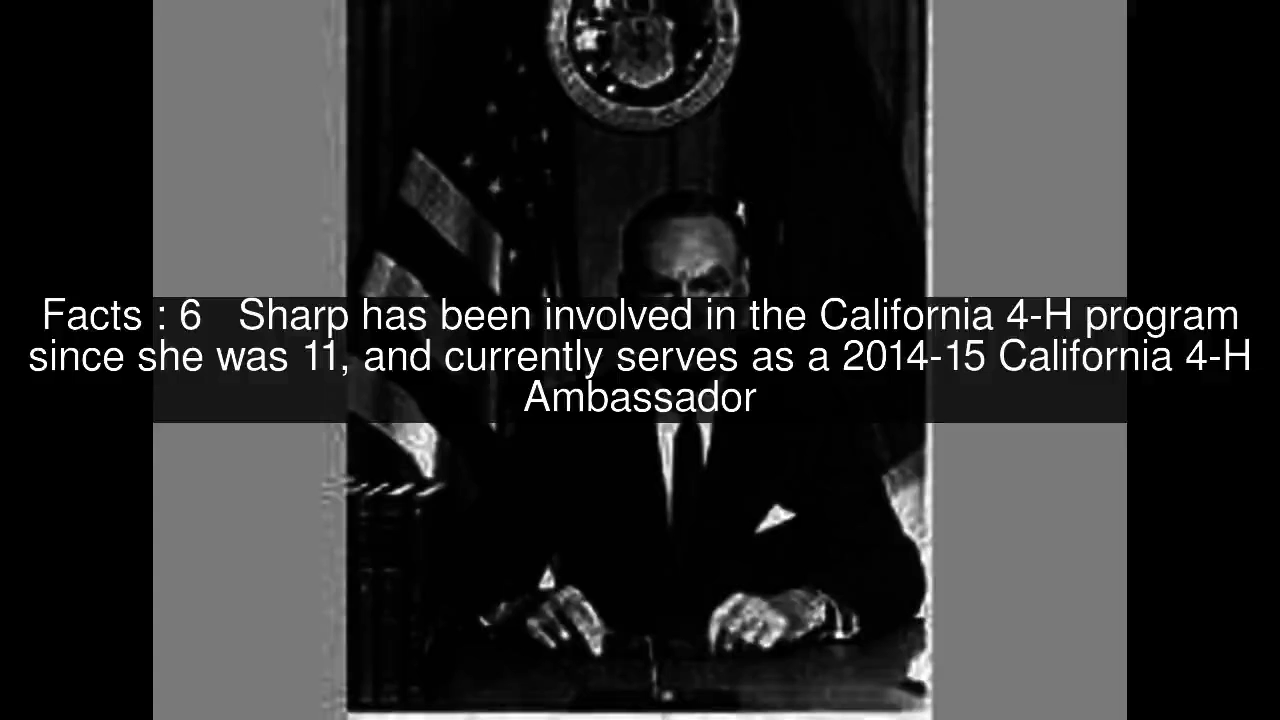 Facts : 6 Sharp has been involved in the California 4-H program
since she was 11, and currently serves as a 2014-15 California 4-H
Ambassador